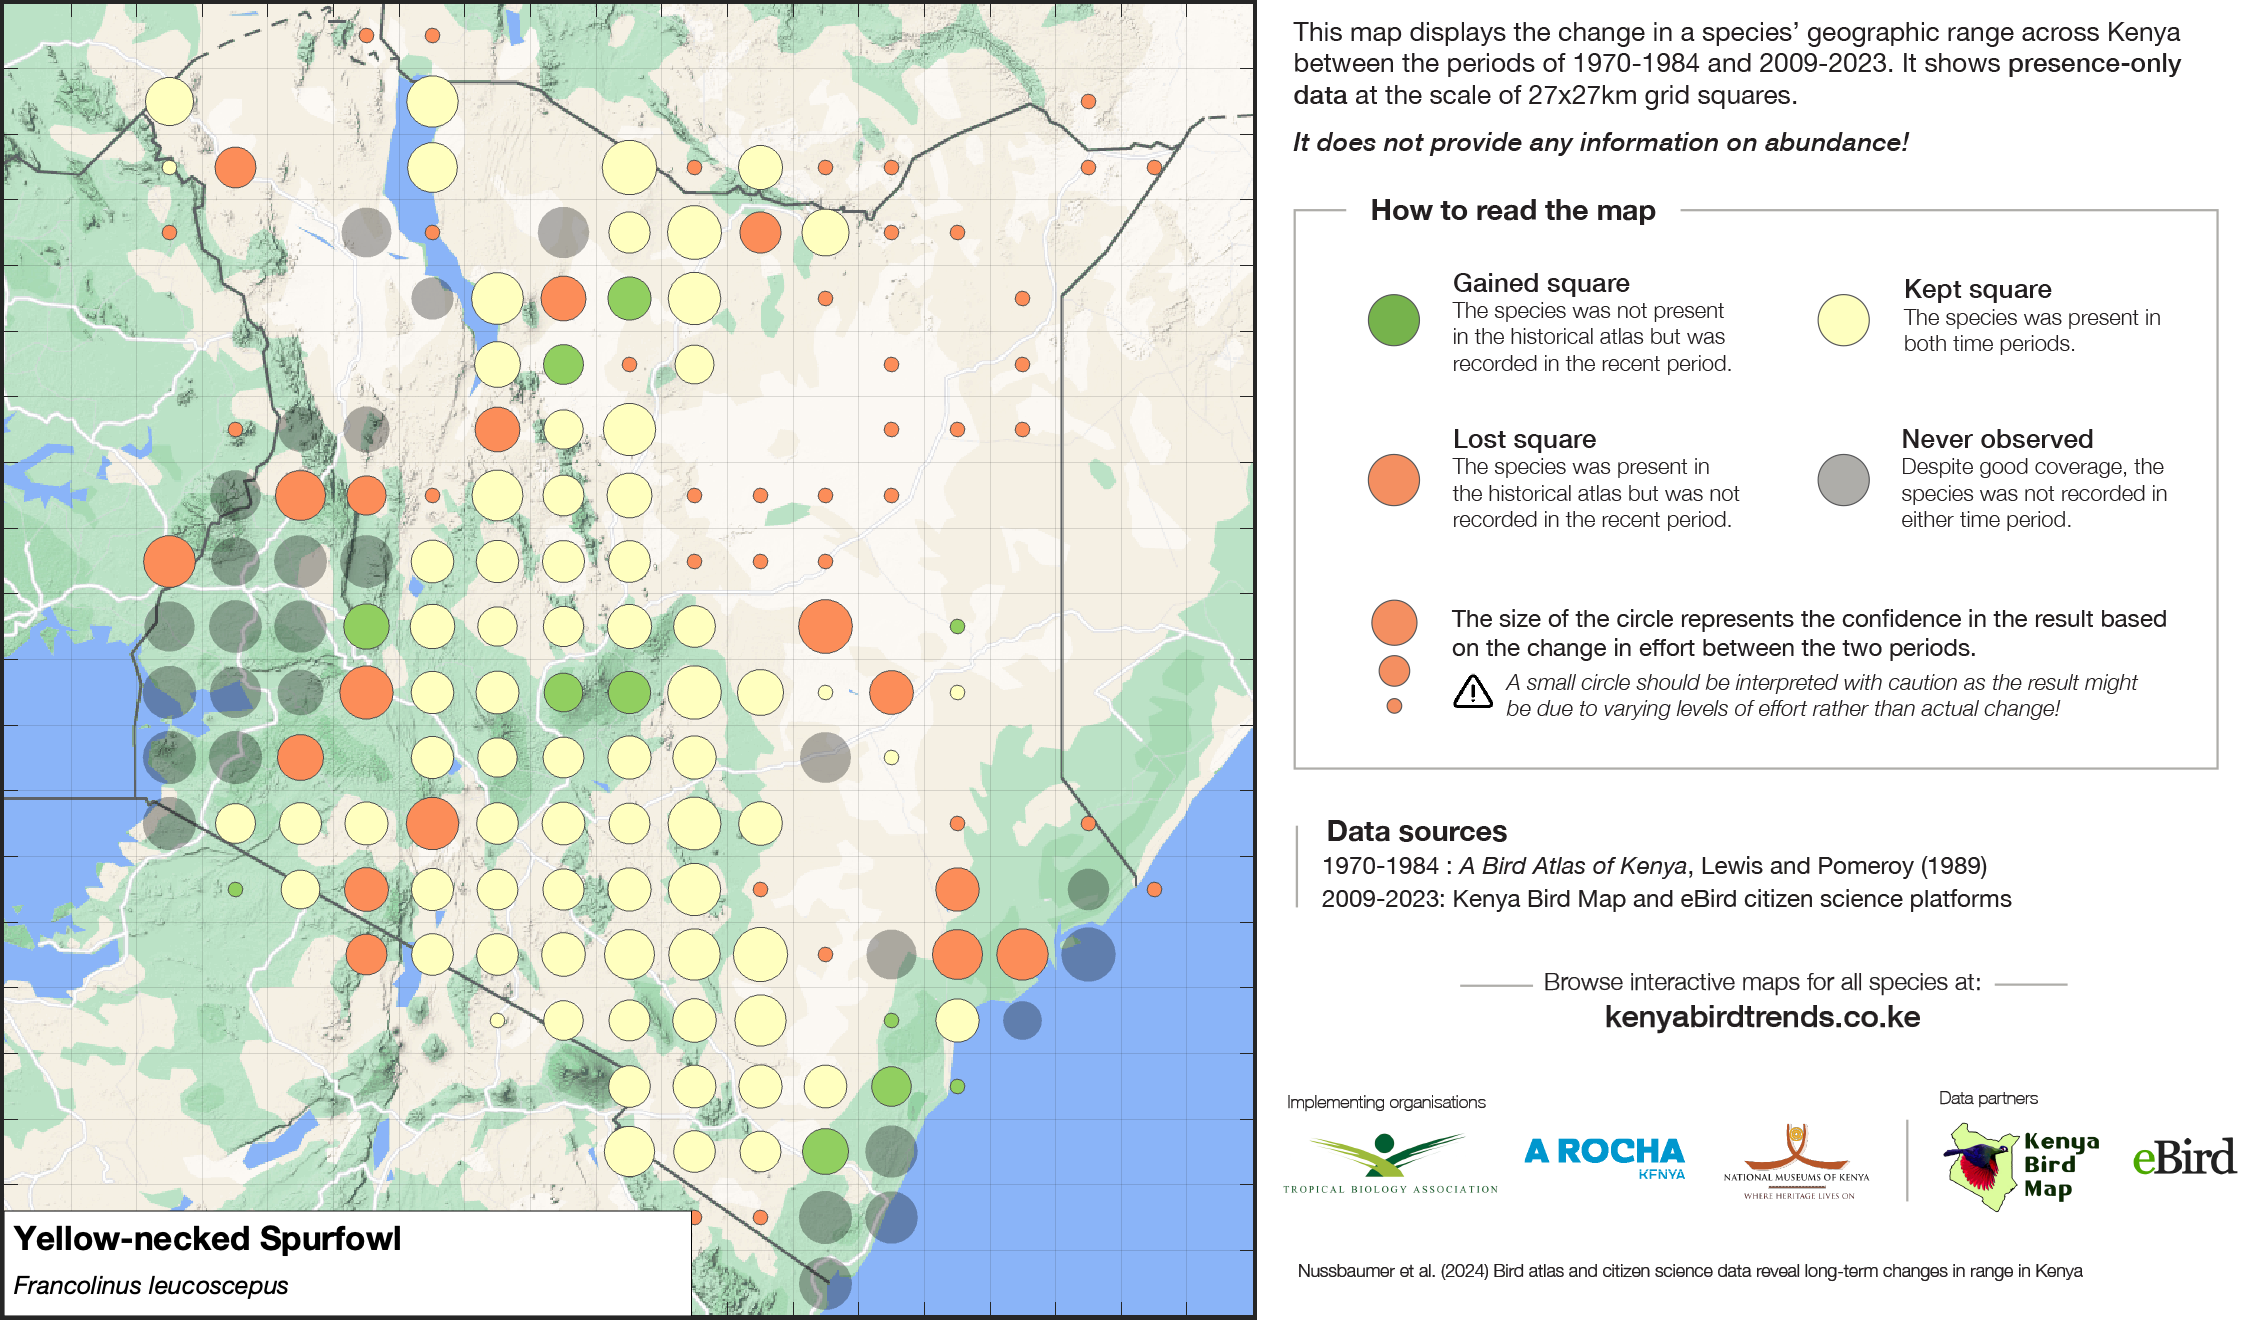 This map displays the change in a species’ geographic range across Kenya
between the periods of 1970-1984 and 2009-2023. It shows presence-only
data at the scale of 27x27km grid squares.
It does not provide any information on abundance!
How to read the map
Gained square
The species was not present
in the historical atlas but was
recorded in the recent period.
Kept square
The species was present in
both time periods.
Lost square
The species was present in
the historical atlas but was not
recorded in the recent period.
Never observed
Despite good coverage, the
species was not recorded in
either time period.
The size of the circle represents the confidence in the result based
on the change in effort between the two periods.
A small circle should be interpreted with caution as the result might
be due to varying levels of effort rather than actual change!
Data sources
1970-1984 : A Bird Atlas of Kenya, Lewis and Pomeroy (1989)
2009-2023: Kenya Bird Map and eBird citizen science platforms
Browse interactive maps for all species at:
kenyabirdtrends.co.ke
Implementing organisations
Data partners
TROPICAL BIOLOGY ASSOCIATION
A ROCHA
KENYA
NATIONAL MUSEUMS OF KENYA
WHERE HERITAGE LIVES ON
Kenya
Bird
Map
eBird
Yellow-necked Spurfowl
Francolinus leucoscepus
Nussbaumer et al. (2024) Bird atlas and citizen science data reveal long-term changes in range in Kenya